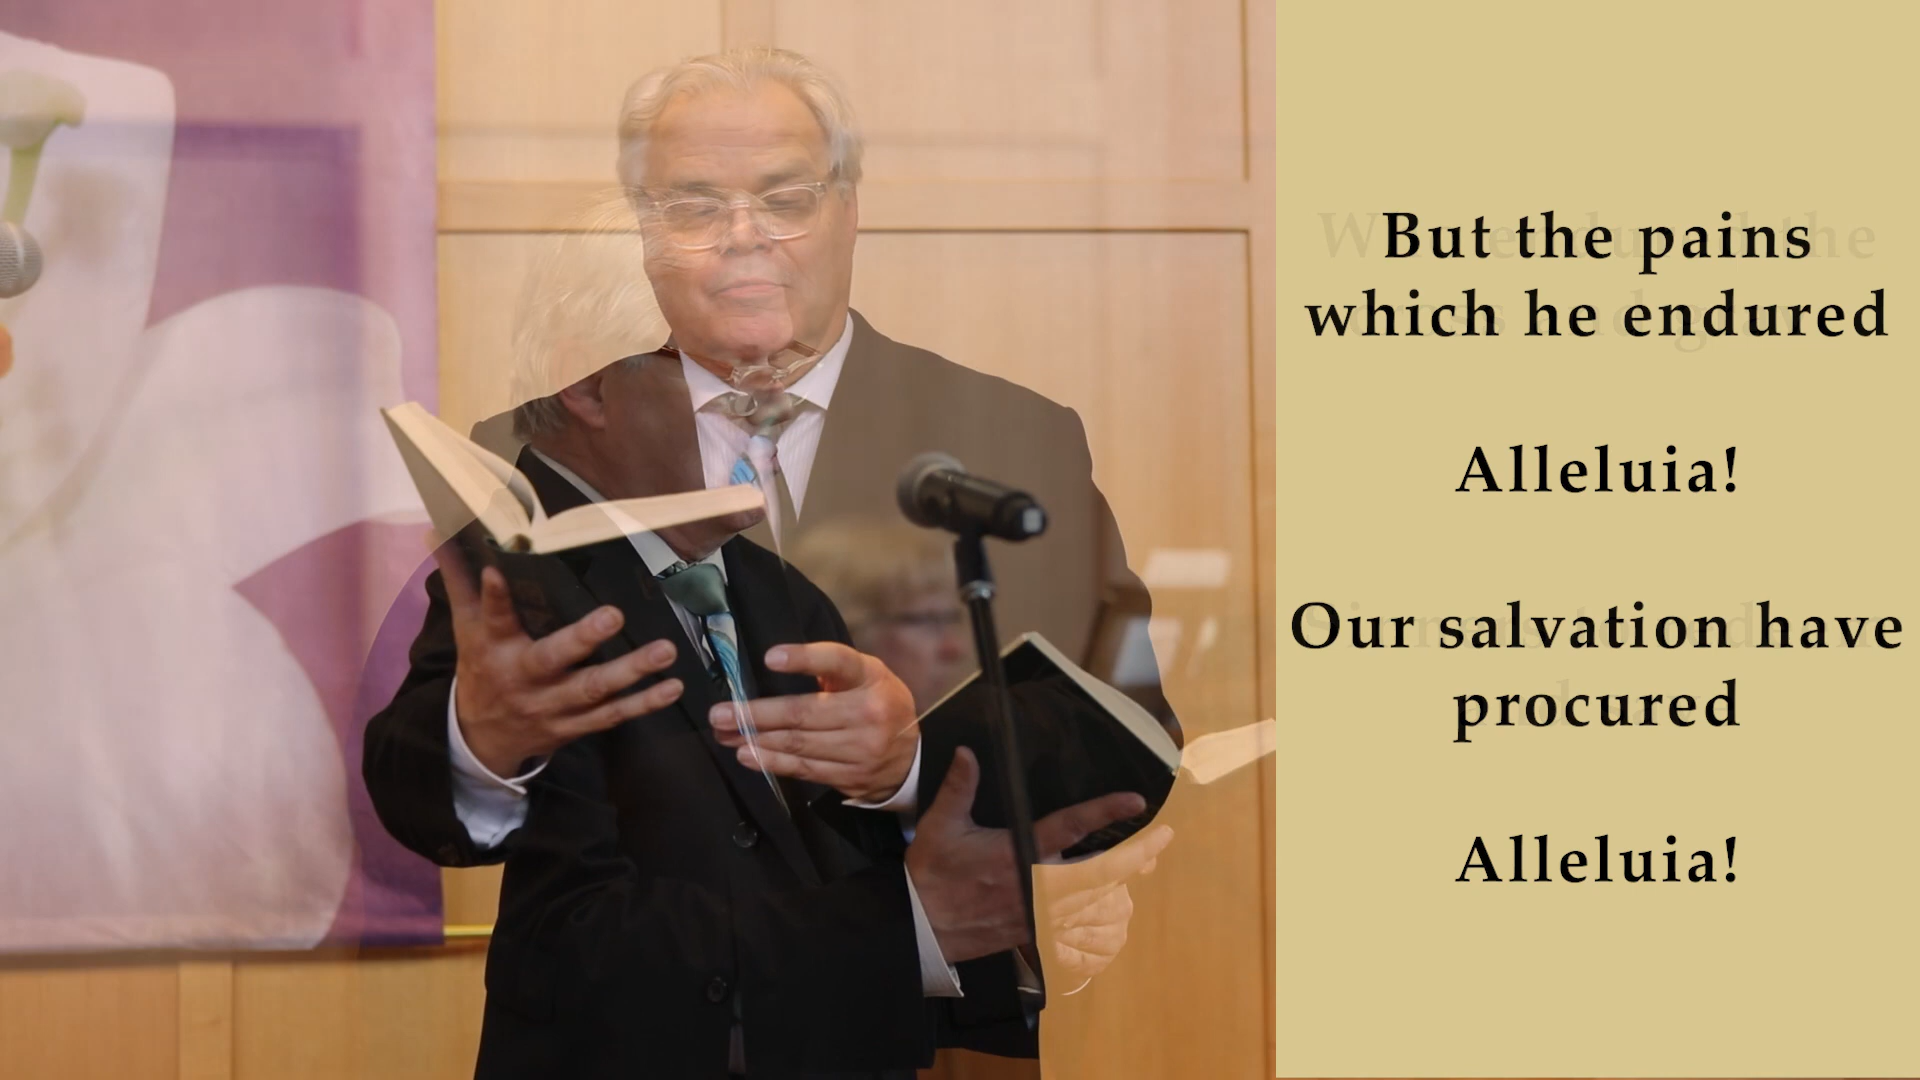 But the pains
which he endured
Alleluia!
Our salvation have
procured
Alleluia!